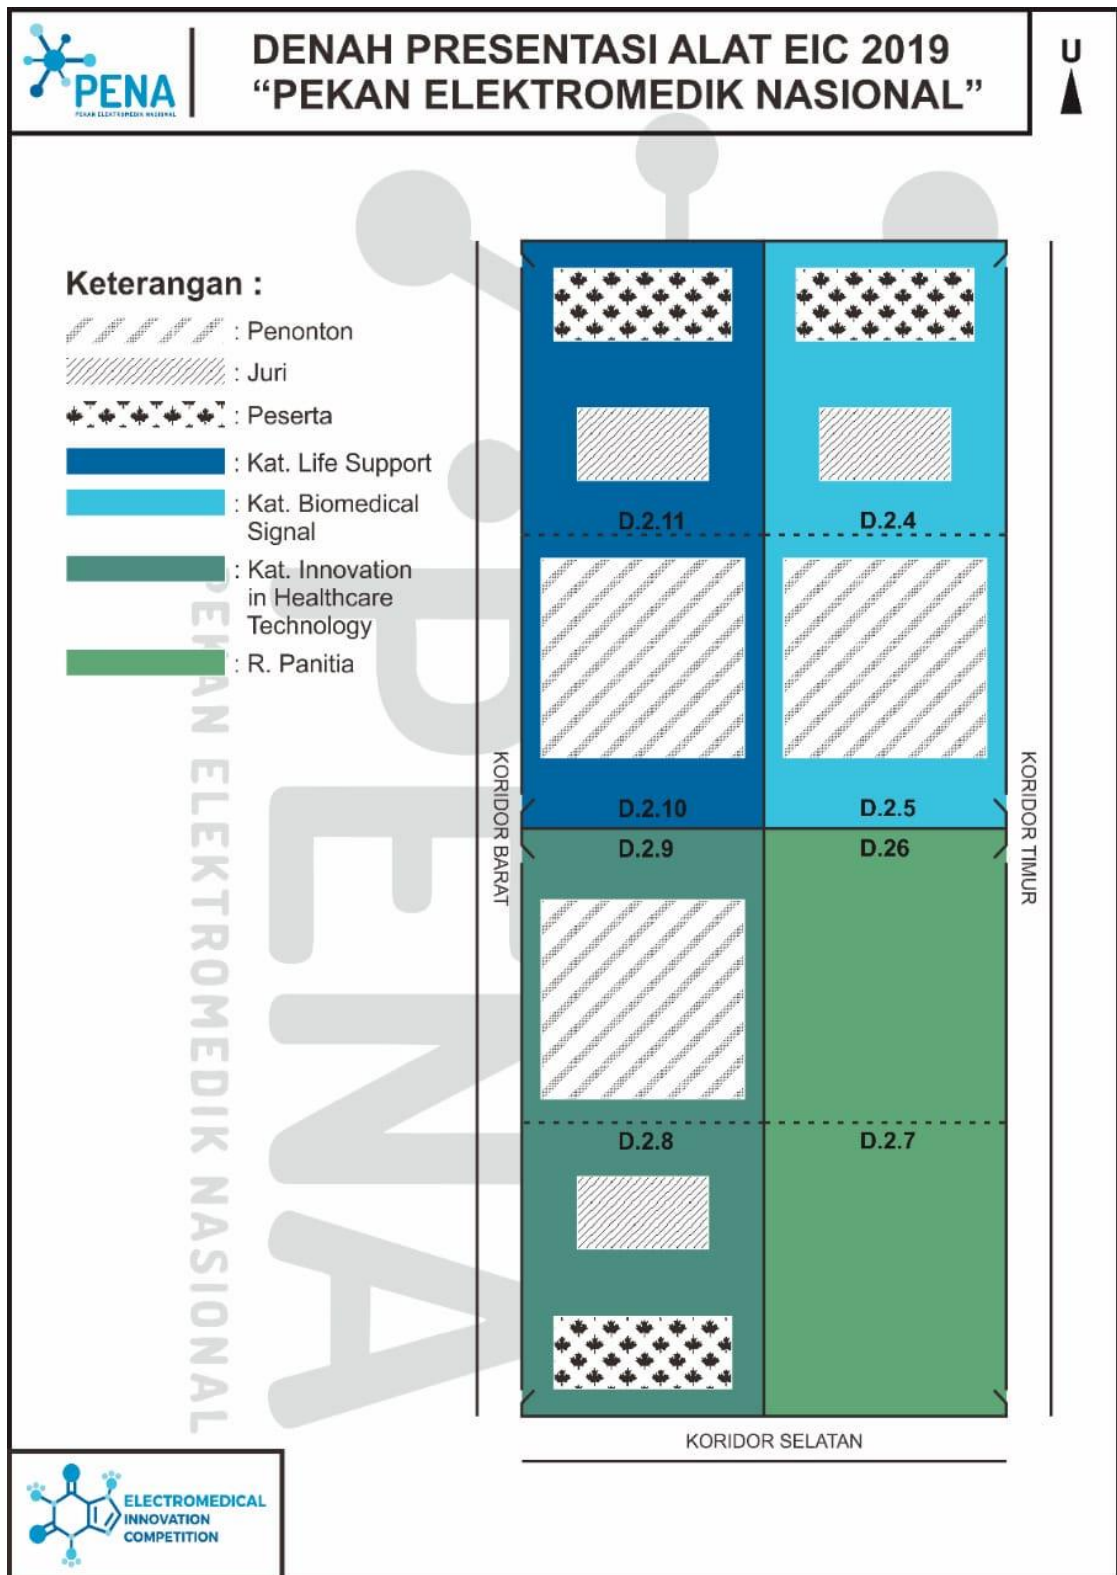 PENA
PEKAN ELEKTROMEDIK NASIONAL
DENAH PRESENTASI ALAT EIC 2019
“PEKAN ELEKTROMEDIK NASIONAL”
U
Keterangan :
: Penonton
: Juri
: Peserta
: Kat. Life Support
: Kat. Biomedical
Signal
: Kat. Innovation
in Healthcare
Technology
: R. Panitia
D.2.11
D.2.4
D.2.10
D.2.5
D.2.9
D.26
D.2.8
D.2.7
KORIDOR BARAT
KORIDOR TIMUR
KORIDOR SELATAN
PENA
PEKAN ELEKTROMEDIK NASIONAL
ELECTROMEDICAL
INNOVATION
COMPETITION